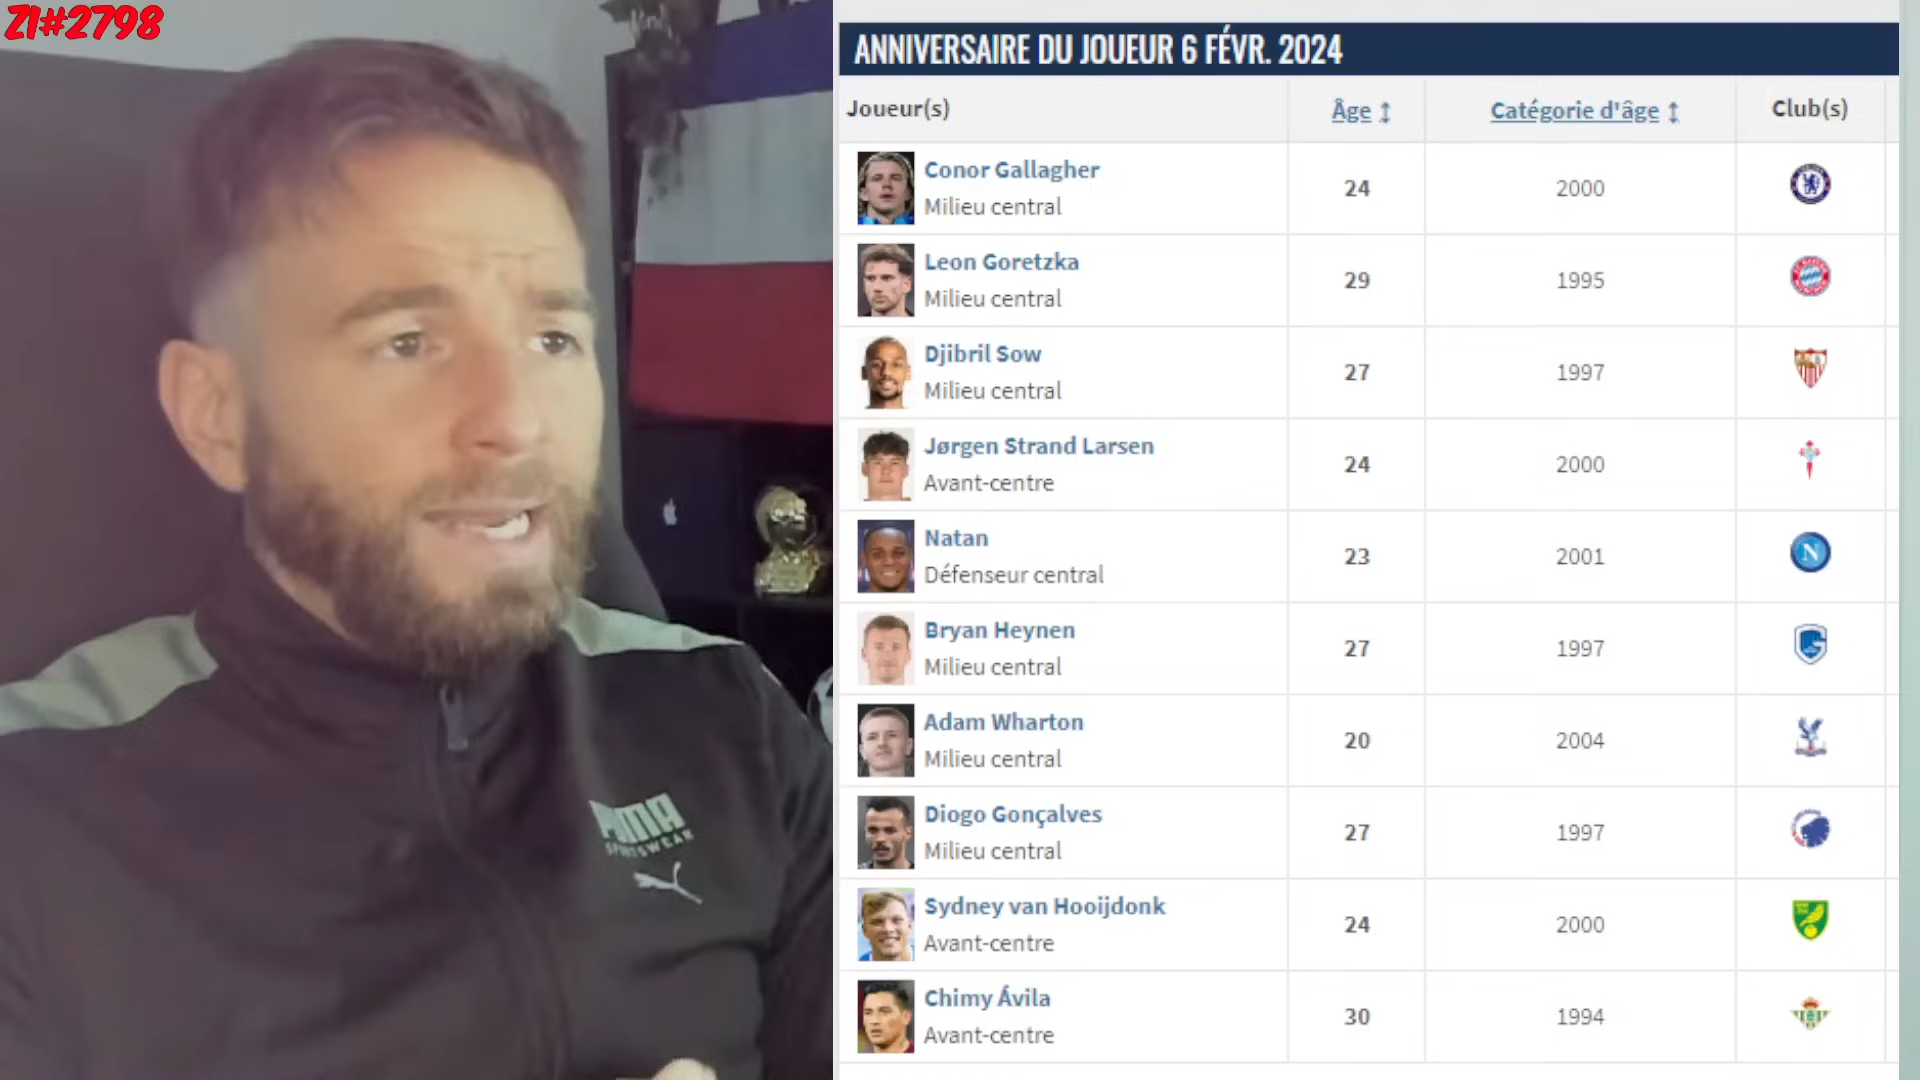 ZI#2798
ANNIVERSAIRE DU JOUEUR 6 FÉVR. 2024
Joueur(s) Âge ↕ Catégorie d'âge ↕ Club(s)
Conor Gallagher
Milieu central
24 2000
Leon Goretzka
Milieu central
29 1995
Djibril Sow
Milieu central
27 1997
Jørgen Strand Larsen
Avant-centre
24 2000
Natan
Défenseur central
23 2001
N
Bryan Heynen
Milieu central
27 1997
Adam Wharton
Milieu central
20 2004
Diogo Gonçalves
Milieu central
27 1997
Sydney van Hooijdonk
Avant-centre
24 2000
Chimy Ávila
Avant-centre
30 1994
PUMA
SPORTSWEAR